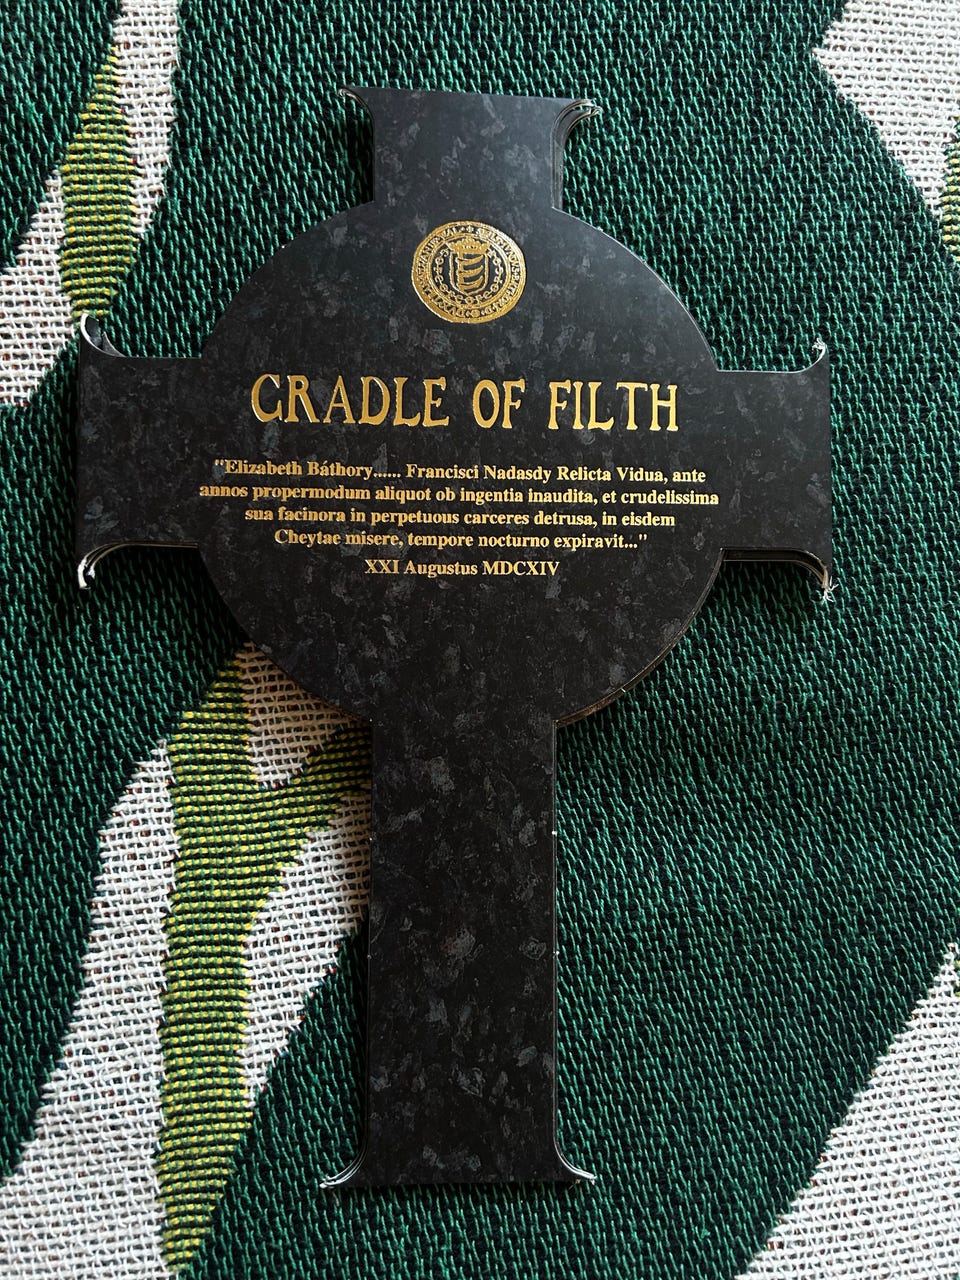 CRADLE OF FILTH
"Elizabeth Báthory...... Francisci Nadasdy Relicta Vidua, ante
annos propermodum aliquot ob ingentia inaudita, et crudelissima
sua facinora in perpetuous carceres detrusa, in eisdem
Cheytae misere, tempore nocturno expiravit..."
XXI Augustus MDCXIV